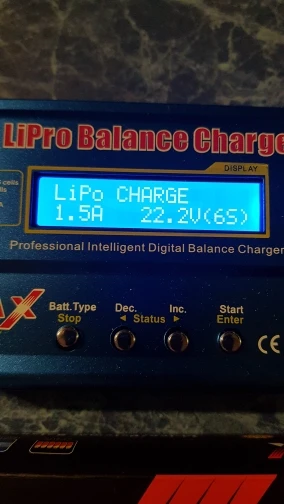 LiPro Balance Charge
DISPLAY
cells
LiPo CHARGE
1.5A 22.2V(6S)
Professional Intelligent Digital Balance Charger
Batt.Type Dec. Inc. Start
Stop ◄ Status ► Enter
CE